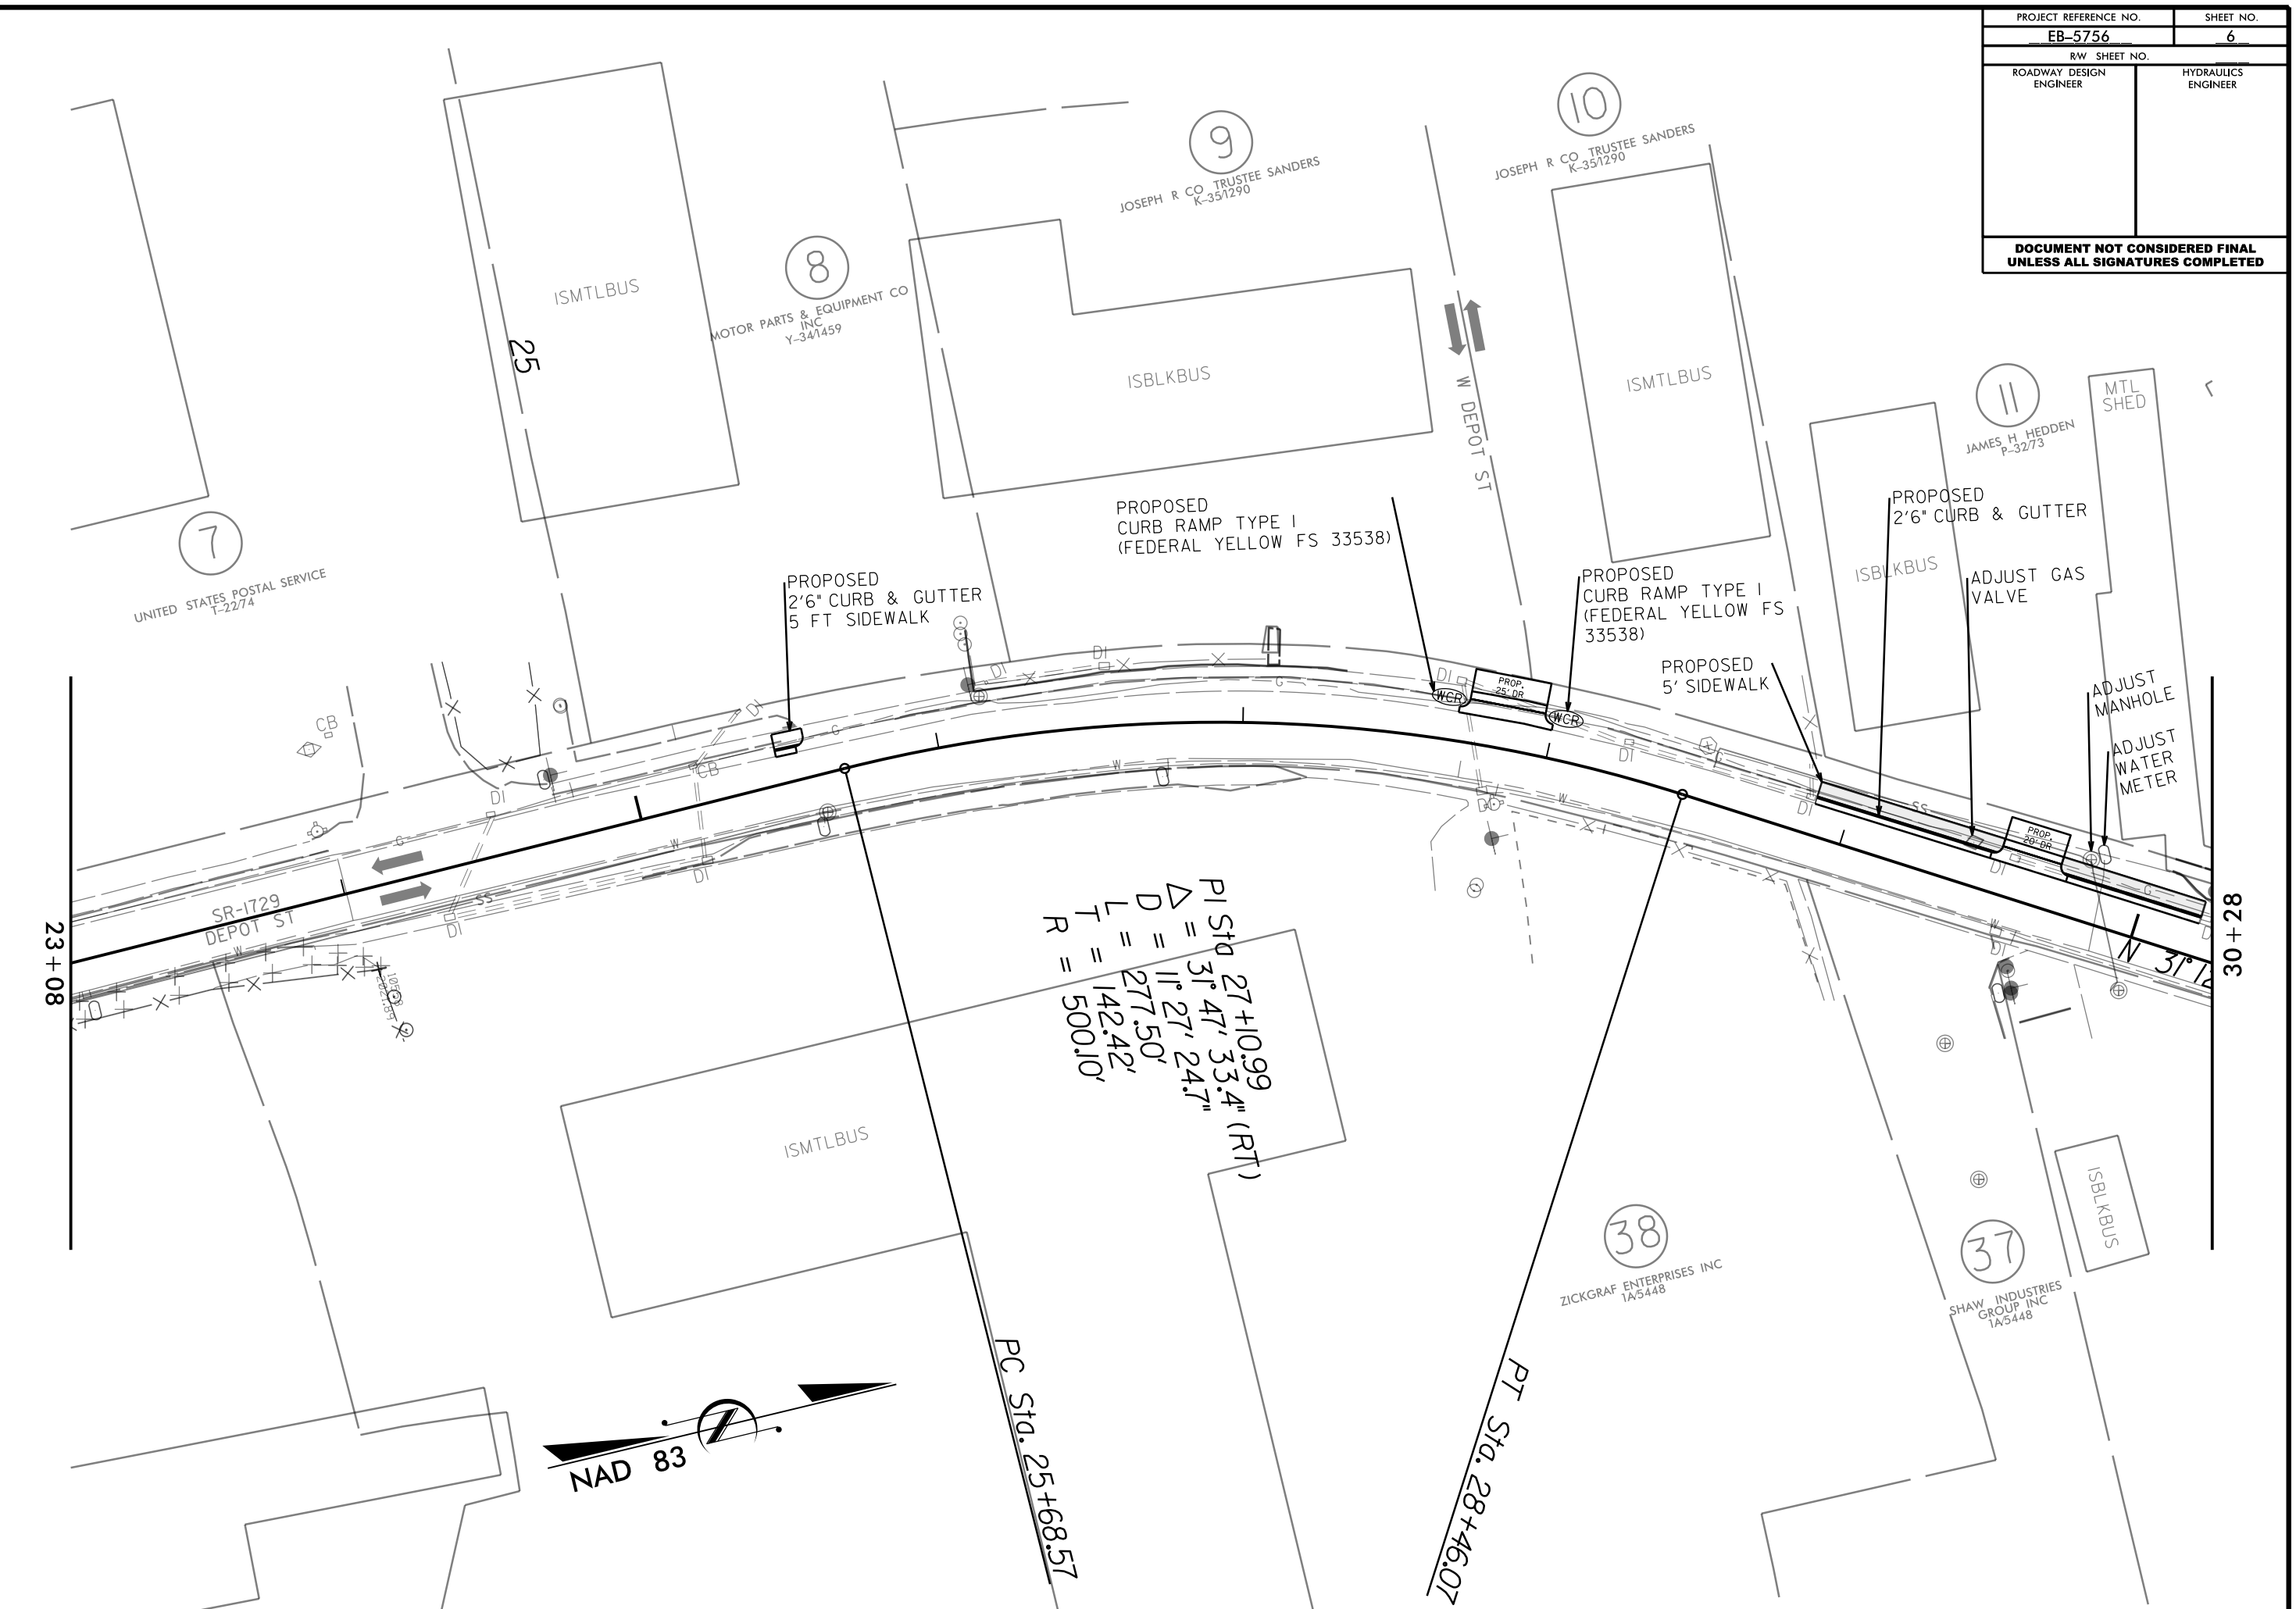 PROJECT REFERENCE NO.
SHEET NO.
EB-5756
6
RW SHEET NO.
ROADWAY DESIGN
ENGINEER
HYDRAULICS
ENGINEER
DOCUMENT NOT CONSIDERED FINAL
UNLESS ALL SIGNATURES COMPLETED
10
JOSEPH R CO TRUSTEE SANDERS
K-35/1290
9
JOSEPH R CO TRUSTEE SANDERS
K-35/1290
8
MOTOR PARTS & EQUIPMENT CO
INC
Y-34/1459
ISMTLBUS
25
ISBLKBUS
W DEPOT ST
ISMTLBUS
11
JAMES H HEDDEN
P-32/73
MTL
SHED
ISBLKBUS
7
UNITED STATES POSTAL SERVICE
T-22/74
PROPOSED
2'6" CURB & GUTTER
5 FT SIDEWALK
PROPOSED
CURB RAMP TYPE I
(FEDERAL YELLOW FS 33538)
PROPOSED
CURB RAMP TYPE I
(FEDERAL YELLOW FS
33538)
PROPOSED
5' SIDEWALK
PROPOSED
2'6" CURB & GUTTER
ADJUST GAS
VALVE
ADJUST
MANHOLE
ADJUST
WATER
METER
DI
DI
DI
WCR
PROP.
25' DR
WCR
DI
G
CB
DI
G
CB
DI
G
DI
W
W
DI
SS
PROP.
20' DR
DI
G
W
DI
SR-1729
DEPOT ST
W
SS
DI
W
DI
23+08
30+28
N 31°12
PI Sta 27+10.99
Δ = 31° 47' 33.4" (RT)
D = 11° 27' 24.7"
L = 277.50'
T = 142.42'
R = 500.10'
ISMTLBUS
38
ZICKGRAF ENTERPRISES INC
1A/5448
37
SHAW INDUSTRIES
GROUP INC
1A/5448
ISBLKBUS
PC Sta. 25+68.57
PT Sta. 28+46.07
NAD 83